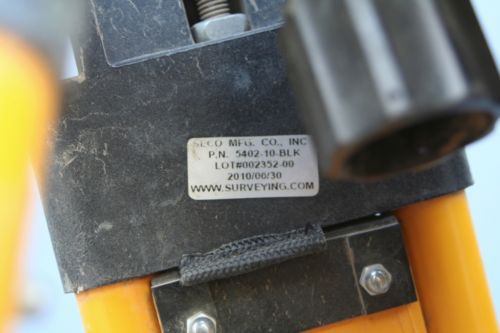 SECO MFG. CO., INC
P.N. 5402-10-BLK
LOT#002352-00
2010/06/30
WWW.SURVEYING.COM